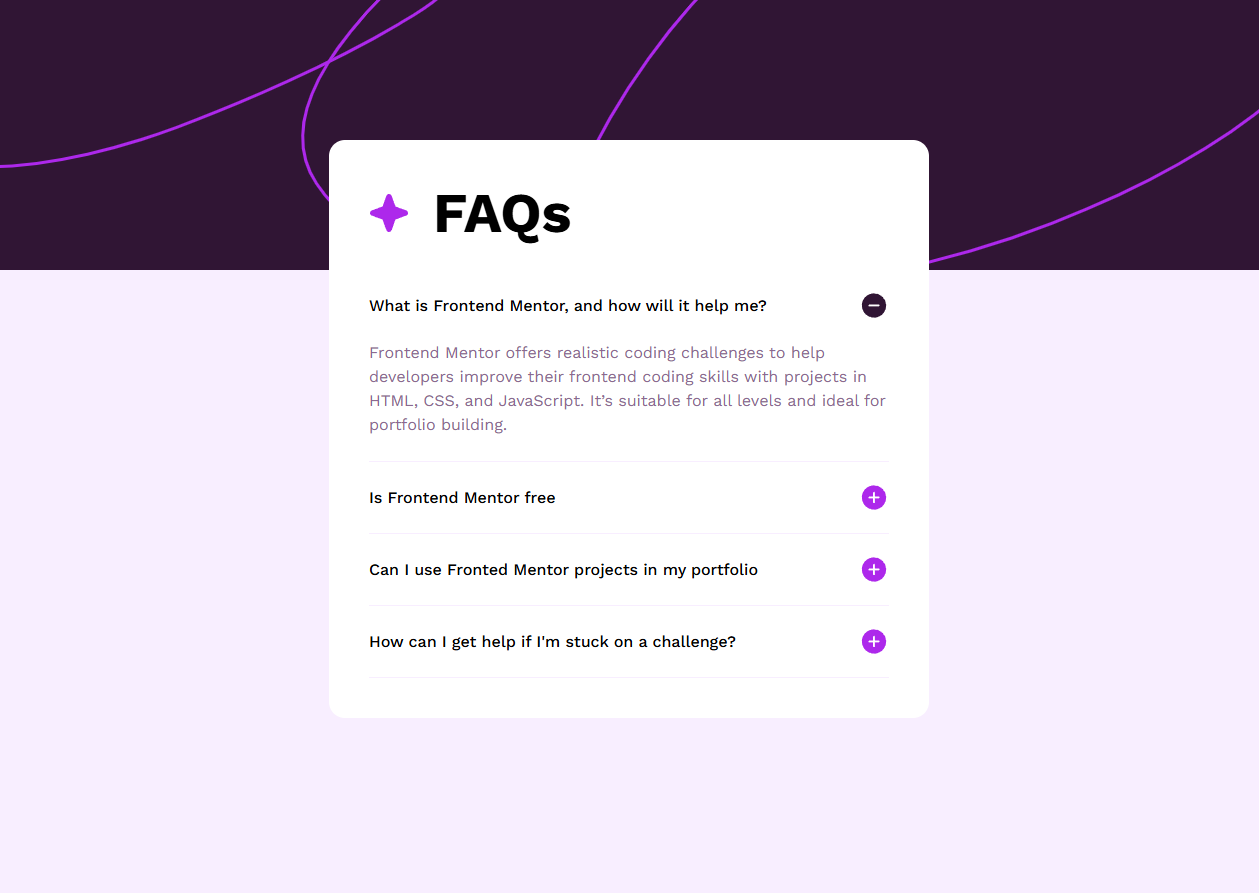 FAQs
What is Frontend Mentor, and how will it help me?
Frontend Mentor offers realistic coding challenges to help
developers improve their frontend coding skills with projects in
HTML, CSS, and JavaScript. It’s suitable for all levels and ideal for
portfolio building.
Is Frontend Mentor free
Can I use Fronted Mentor projects in my portfolio
How can I get help if I'm stuck on a challenge?